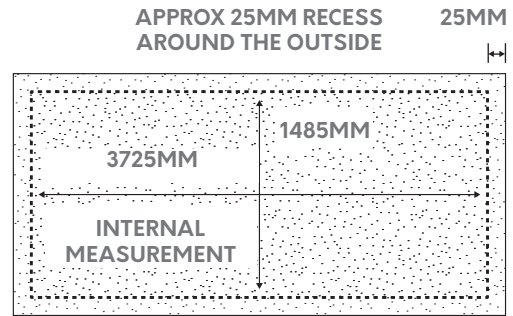 APPROX 25MM RECESS
AROUND THE OUTSIDE
25MM
1485MM
3725MM
INTERNAL
MEASUREMENT